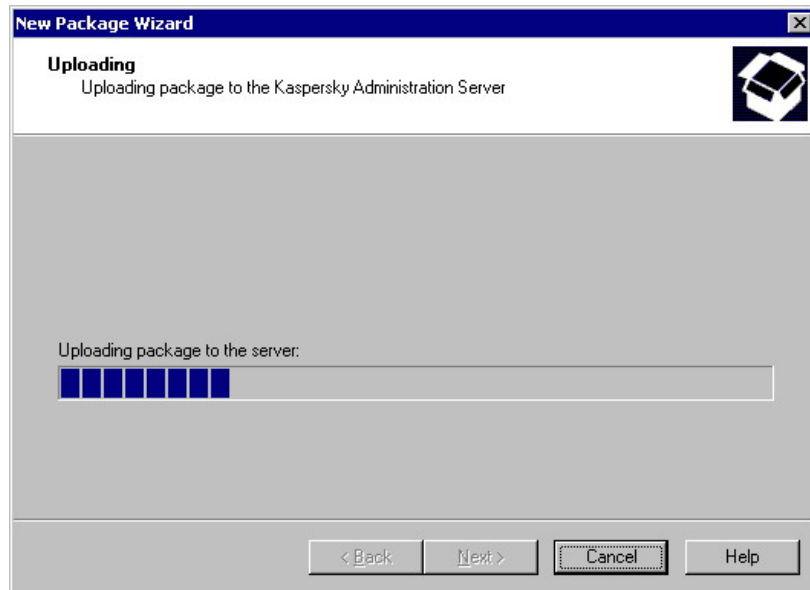 New Package Wizard
Uploading
Uploading package to the Kaspersky Administration Server
Uploading package to the server:
< Back Next > Cancel Help